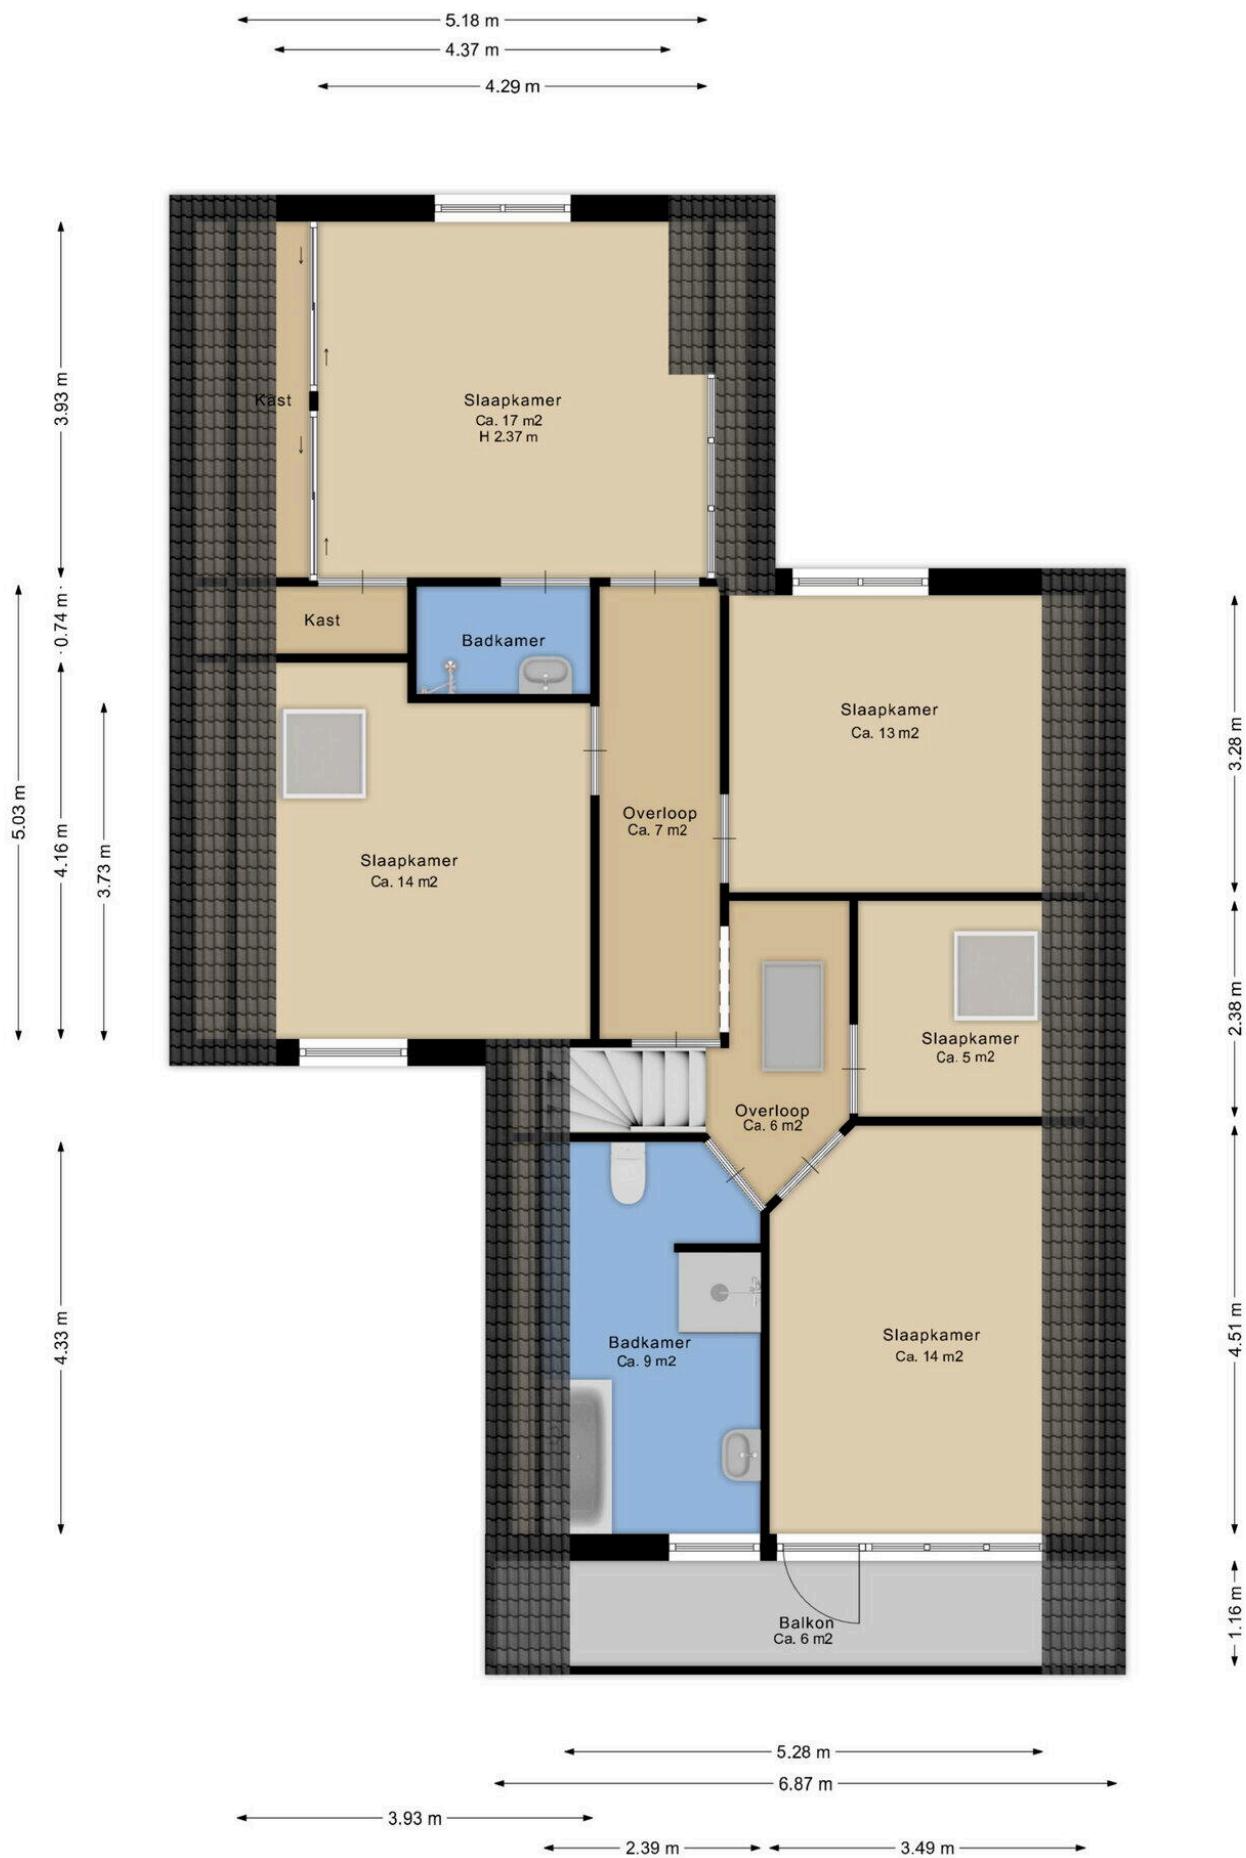 5.18 m
4.37 m
4.29 m
3.93 m
Kast
Slaapkamer
Ca. 17 m2
H 2.37 m
0.74 m
Kast
Badkamer
5.03 m
4.16 m
3.73 m
Slaapkamer
Ca. 14 m2
Overloop
Ca. 7 m2
Slaapkamer
Ca. 13 m2
3.28 m
Slaapkamer
Ca. 5 m2
2.38 m
Overloop
Ca. 6 m2
4.33 m
Badkamer
Ca. 9 m2
Slaapkamer
Ca. 14 m2
4.51 m
Balkon
Ca. 6 m2
1.16 m
5.28 m
6.87 m
3.93 m
2.39 m
3.49 m